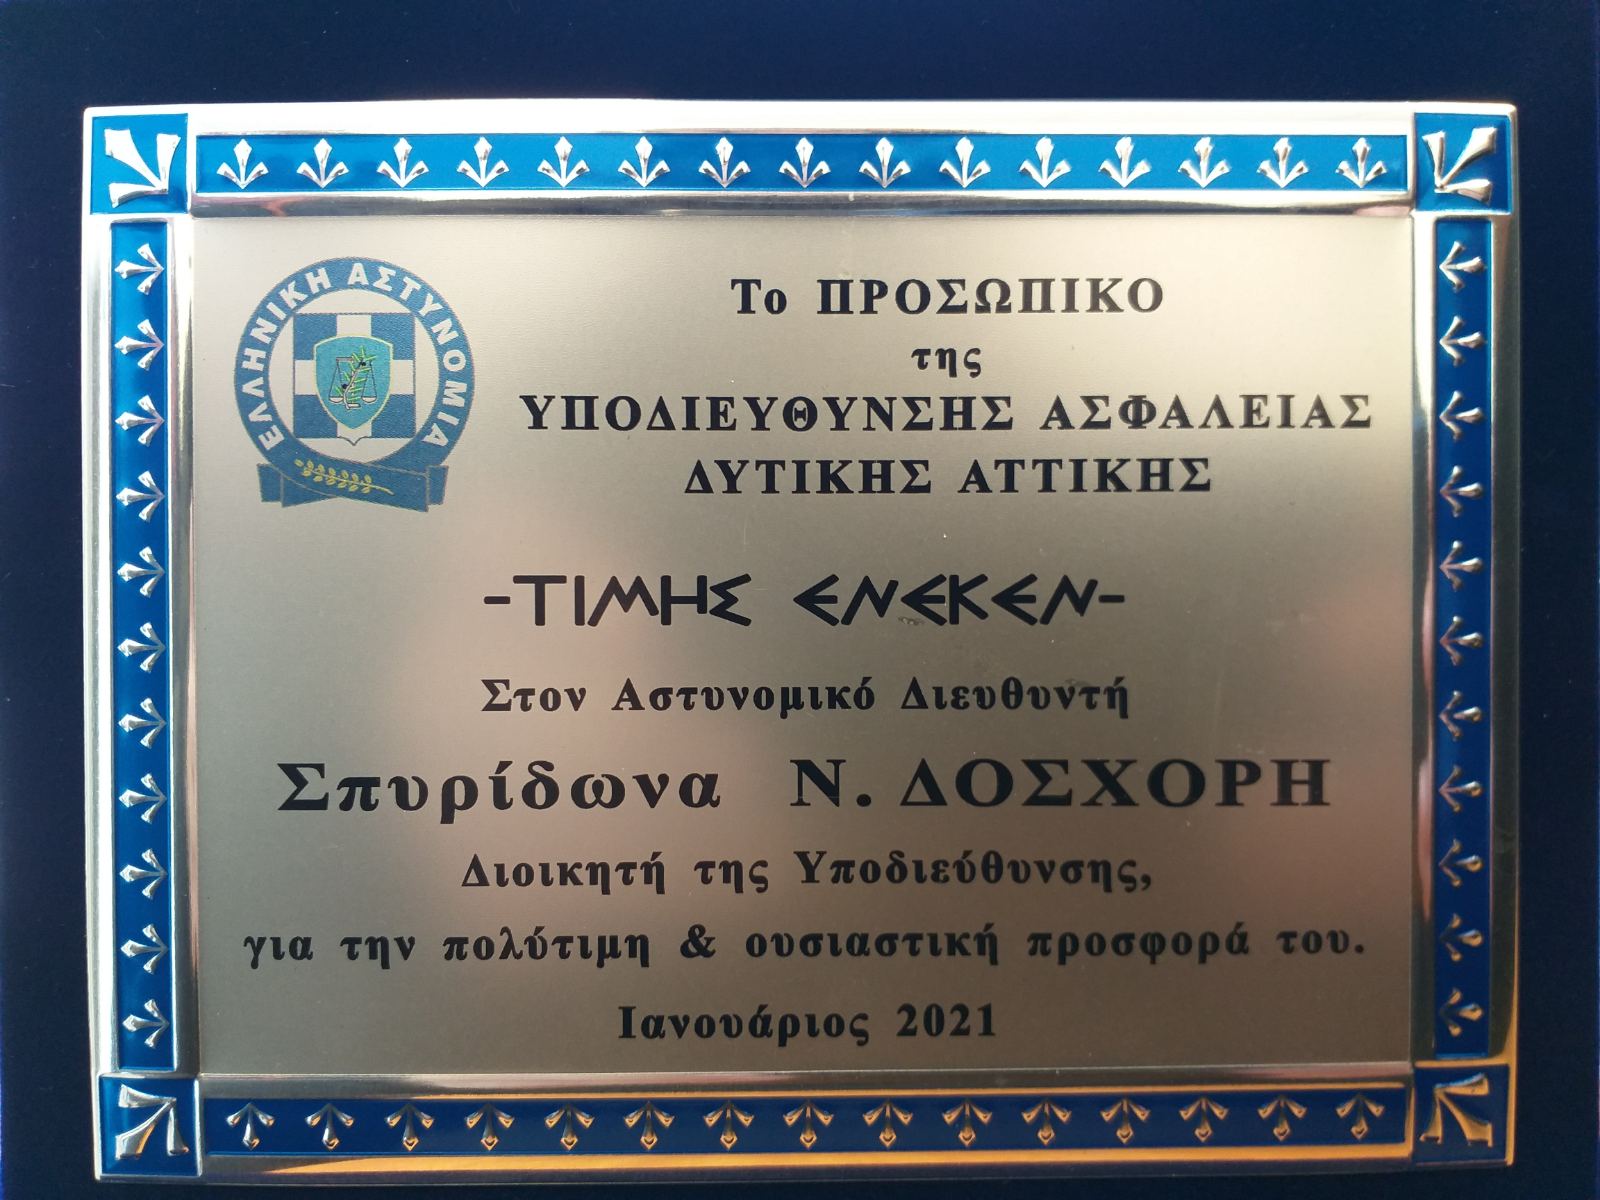 ΕΛΛΗΝΙΚΗ ΑΣΤΥΝΟΜΙΑ
Το ΠΡΟΣΩΠΙΚΟ
της
ΥΠΟΔΙΕΥΘΥΝΣΗΣ ΑΣΦΑΛΕΙΑΣ
ΔΥΤΙΚΗΣ ΑΤΤΙΚΗΣ
-ΤΙΜΗΣ ΕΝΕΚΕΝ-
Στον Αστυνομικό Διευθυντή
Σπυρίδωνα Ν. ΔΟΣΧΟΡΗ
Διοικητή της Υποδιεύθυνσης,
για την πολύτιμη & ουσιαστική προσφορά του.
Ιανουάριος 2021